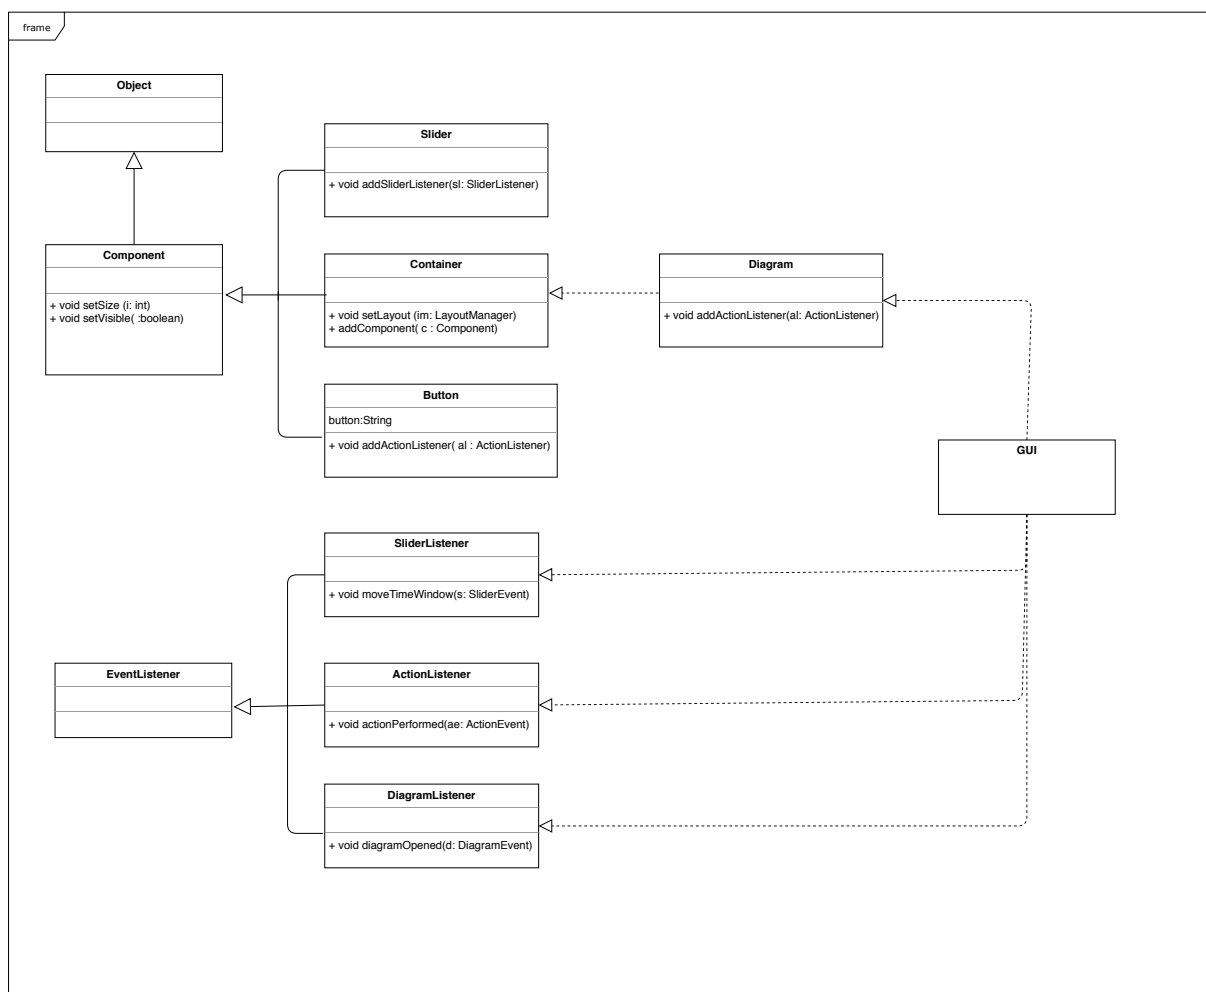 frame
Object
Slider
+ void addSliderListener(sl: SliderListener)
Component
+ void setSize (i: int)
+ void setVisible( :boolean)
Container
+ void setLayout (im: LayoutManager)
+ addComponent( c : Component)
Diagram
+ void addActionListener(al: ActionListener)
Button
button:String
+ void addActionListener( al : ActionListener)
GUI
SliderListener
+ void moveTimeWindow(s: SliderEvent)
EventListener
ActionListener
+ void actionPerformed(ae: ActionEvent)
DiagramListener
+ void diagramOpened(d: DiagramEvent)